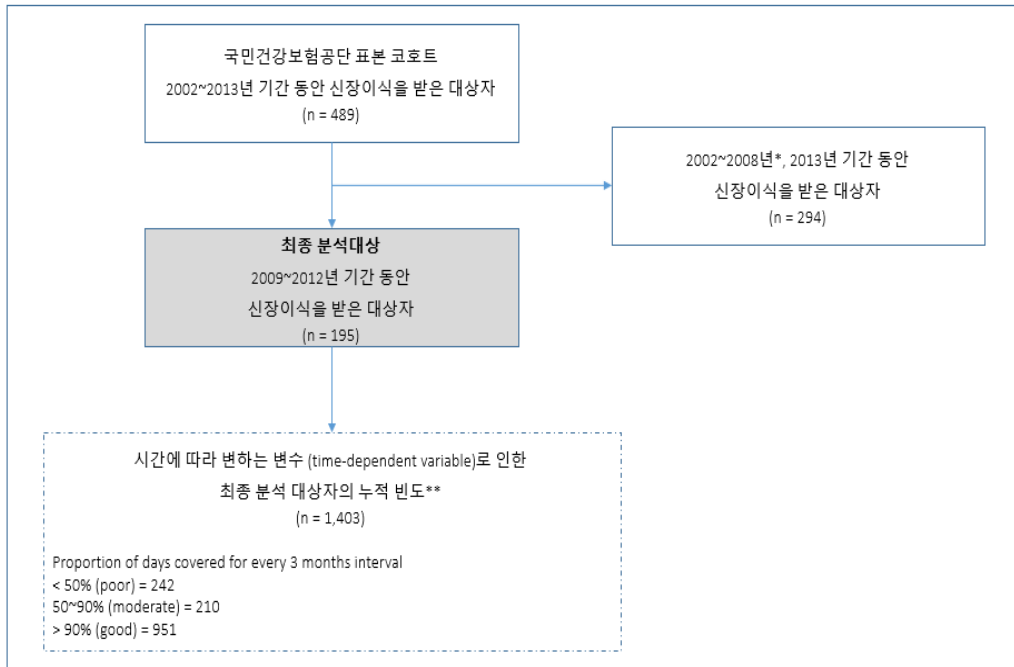 국민건강보험공단 표본 코호트
2002~2013년 기간 동안 신장이식을 받은 대상자
(n = 489)
2002~2008년*, 2013년 기간 동안
신장이식을 받은 대상자
(n = 294)
최종 분석대상
2009~2012년 기간 동안
신장이식을 받은 대상자
(n = 195)
시간에 따라 변하는 변수 (time-dependent variable)로 인한
최종 분석 대상자의 누적 빈도**
(n = 1,403)
Proportion of days covered for every 3 months interval
< 50% (poor) = 242
50~90% (moderate) = 210
> 90% (good) = 951